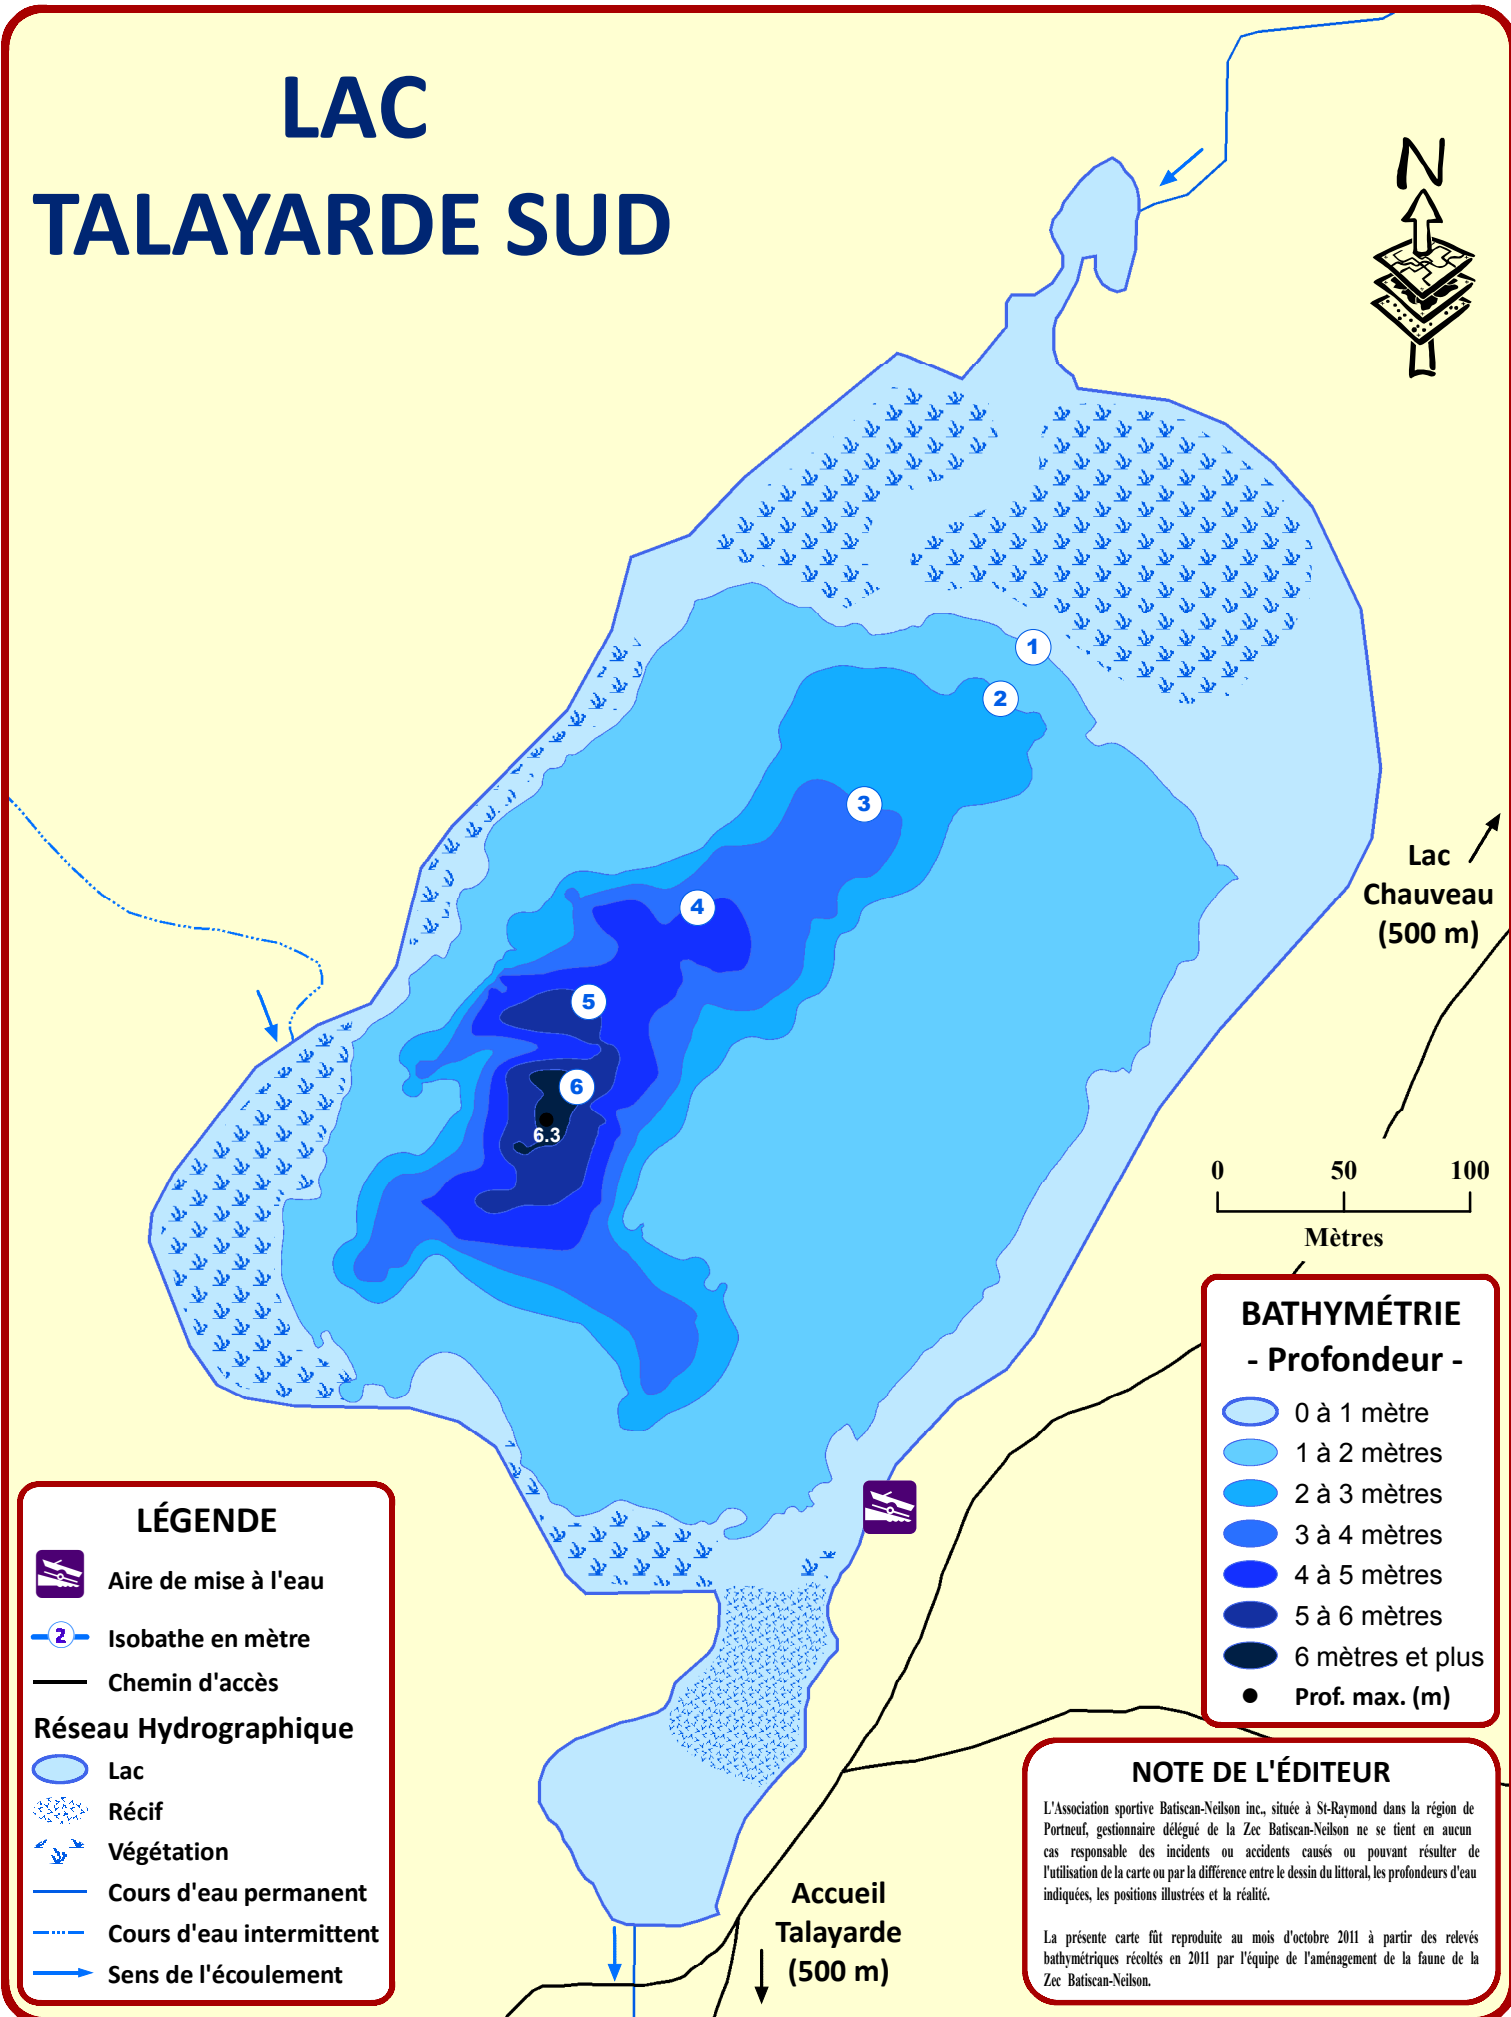 LAC
TALAYARDE SUD
N
1
2
3
4
5
6
6.3
Lac
Chauveau
(500 m)
0 50 100
Mètres
BATHYMÉTRIE
- Profondeur -
0 à 1 mètre
1 à 2 mètres
2 à 3 mètres
3 à 4 mètres
4 à 5 mètres
5 à 6 mètres
6 mètres et plus
Prof. max. (m)
LÉGENDE
Aire de mise à l'eau
2 Isobathe en mètre
Chemin d'accès
Réseau Hydrographique
Lac
Récif
Végétation
Cours d'eau permanent
Cours d'eau intermittent
Sens de l'écoulement
Accueil
Talayarde
(500 m)
NOTE DE L'ÉDITEUR
L'Association sportive Batiscan-Neilson inc., située à St-Raymond dans la région de
Portneuf, gestionnaire délégué de la Zec Batiscan-Neilson ne se tient en aucun
cas responsable des incidents ou accidents causés ou pouvant résulter de
l'utilisation de la carte ou par la différence entre le dessin du littoral, les profondeurs d'eau
indiquées, les positions illustrées et la réalité.
La présente carte fût reproduite au mois d'octobre 2011 à partir des relevés
bathymétriques récoltés en 2011 par l'équipe de l'aménagement de la faune de la
Zec Batiscan-Neilson.